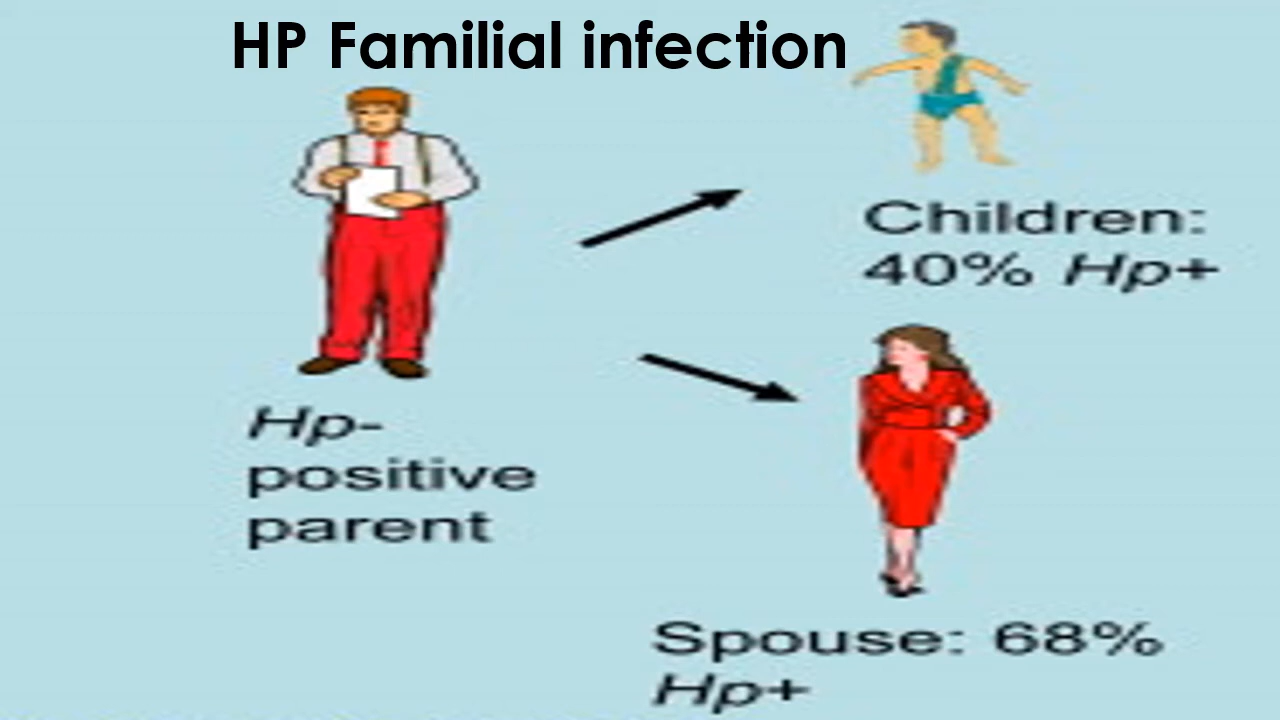 HP Familial infection
Children:
40% Hp+
Hp-
positive
parent
Spouse: 68%
Hp+